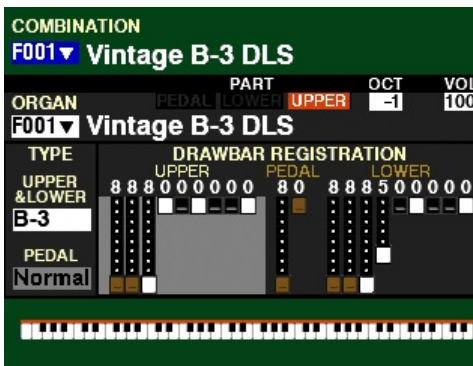 COMBINATION
F001▼ Vintage B-3 DLS
PART OCT VOL
ORGAN PEDAL LOWER UPPER -1 100
F001▼ Vintage B-3 DLS
TYPE DRAWBAR REGISTRATION
UPPER PEDAL LOWER
UPPER 888000000 80 888500000
&LOWER
B-3
PEDAL
Normal